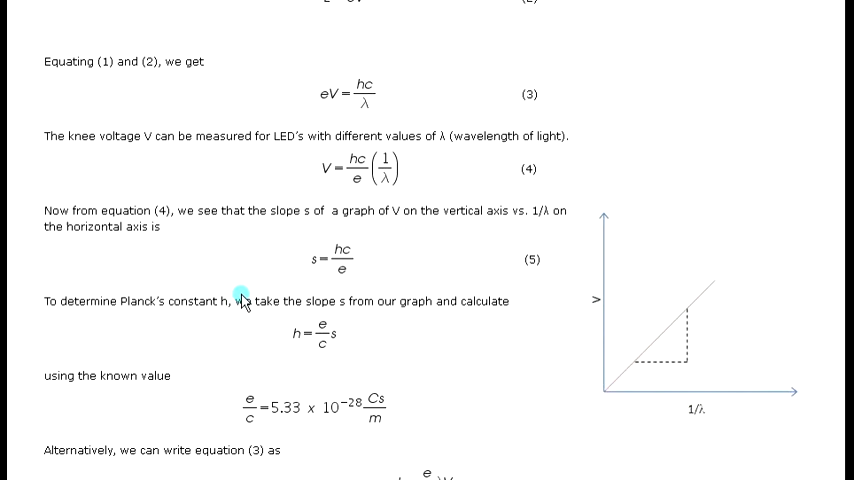 Equating (1) and (2), we get
eV = hc/λ (3)
The knee voltage V can be measured for LED's with different values of λ (wavelength of light).
V = hc/e (1/λ) (4)
Now from equation (4), we see that the slope s of a graph of V on the vertical axis vs. 1/λ on
the horizontal axis is
s = hc/e (5)
To determine Planck's constant h, we take the slope s from our graph and calculate
h = e/c s
using the known value
e/c = 5.33 x 10⁻²⁸ Cs/m
Alternatively, we can write equation (3) as
V
1/λ